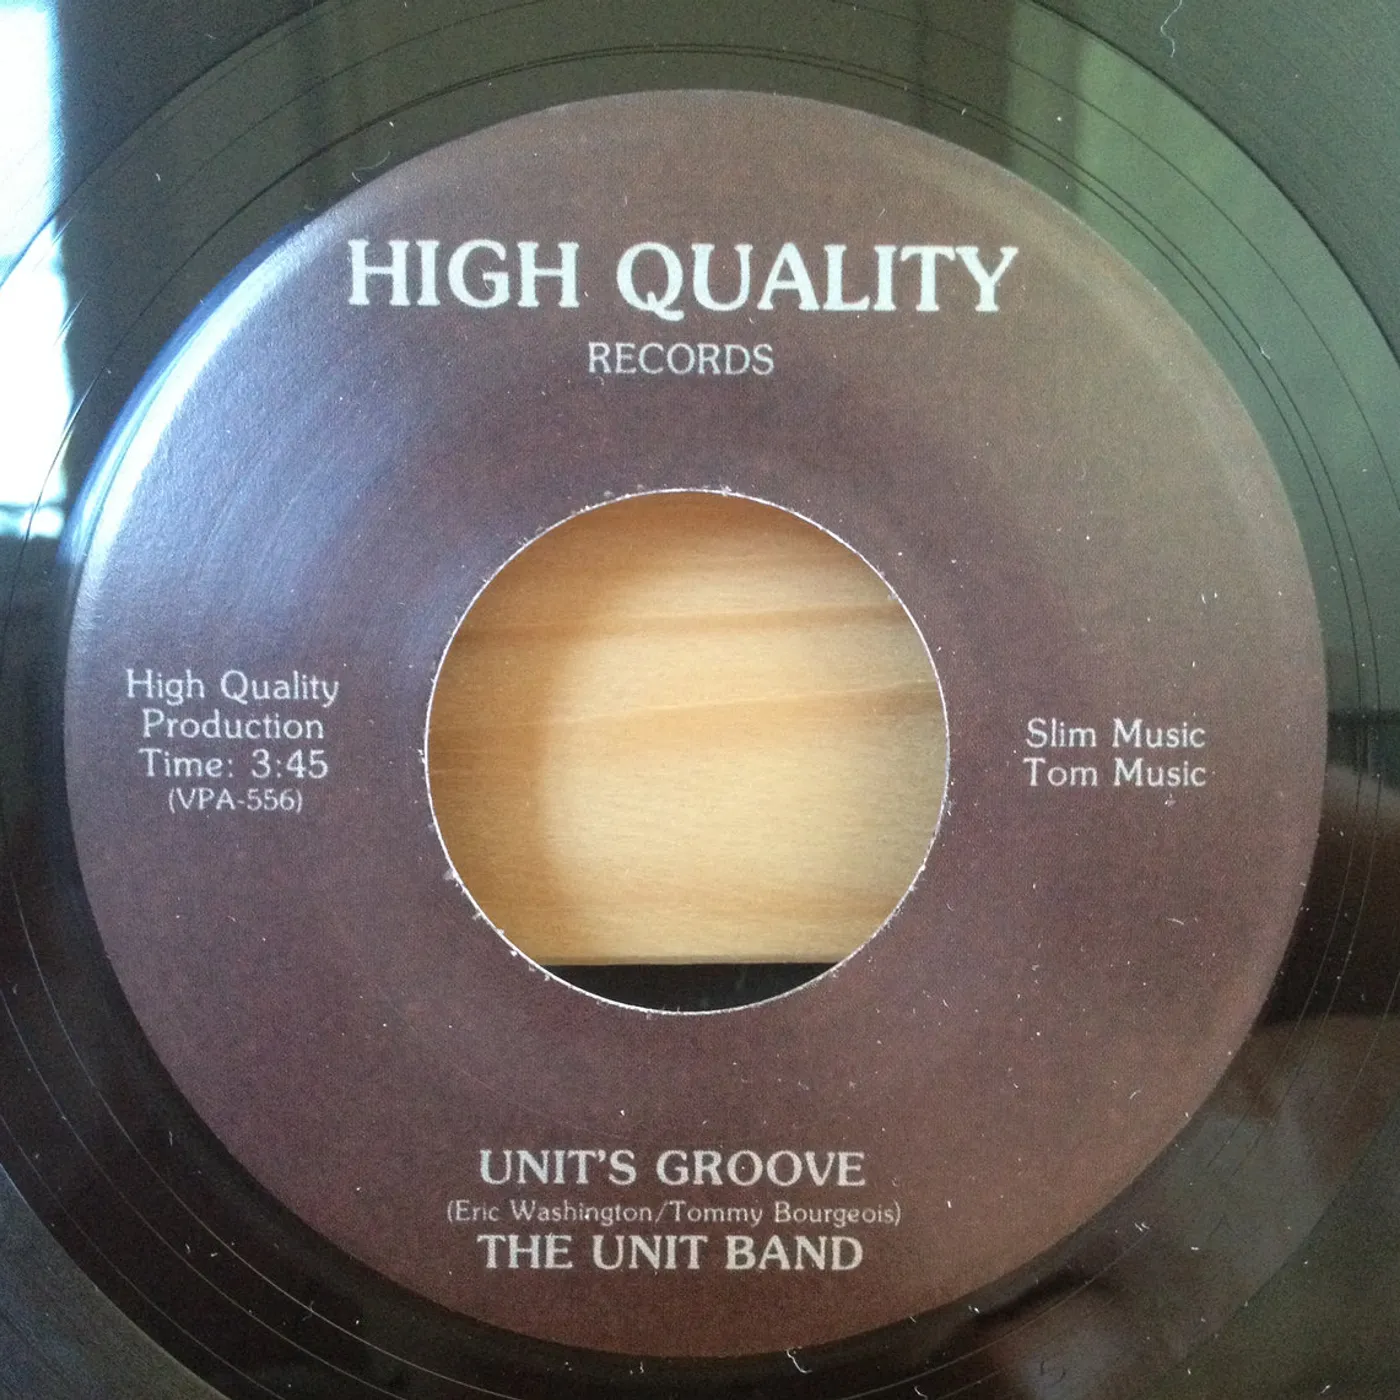 HIGH QUALITY
RECORDS
High Quality
Production
Time: 3:45
(VPA-556)
Slim Music
Tom Music
UNIT'S GROOVE
(Eric Washington/Tommy Bourgeois)
THE UNIT BAND